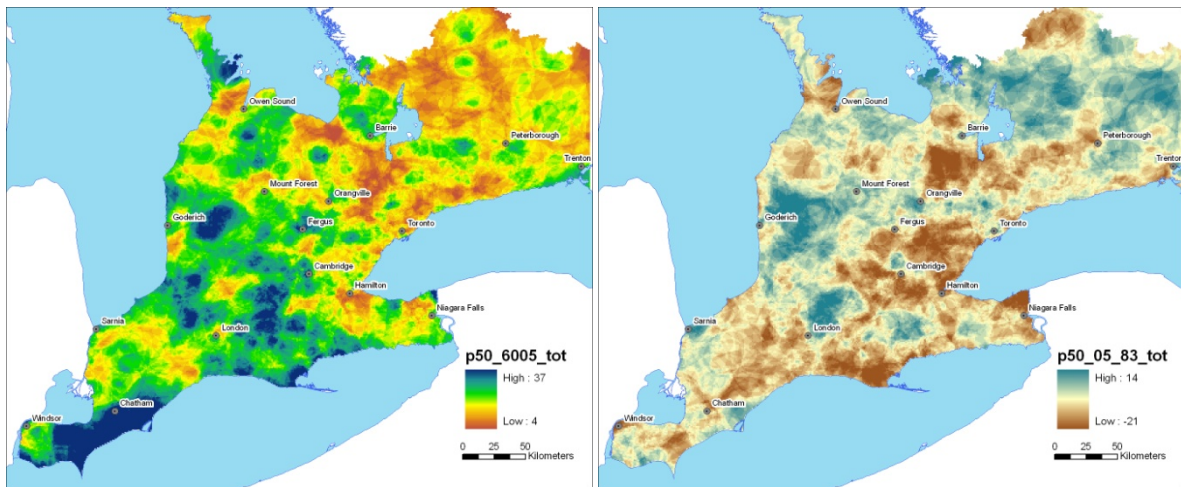 Owen Sound
Barrie
Peterborough
Trenton
Mount Forest
Orangville
Goderich
Fergus
Toronto
Cambridge
Hamilton
Niagara Falls
Sarnia
London
Chatham
Windsor
p50_6005_tot
High : 37
Low : 4
0 25 50
Kilometers
Owen Sound
Barrie
Peterborough
Trenton
Mount Forest
Orangville
Goderich
Fergus
Toronto
Cambridge
Hamilton
Niagara Falls
Sarnia
London
Chatham
Windsor
p50_05_83_tot
High : 14
Low : -21
0 25 50
Kilometers